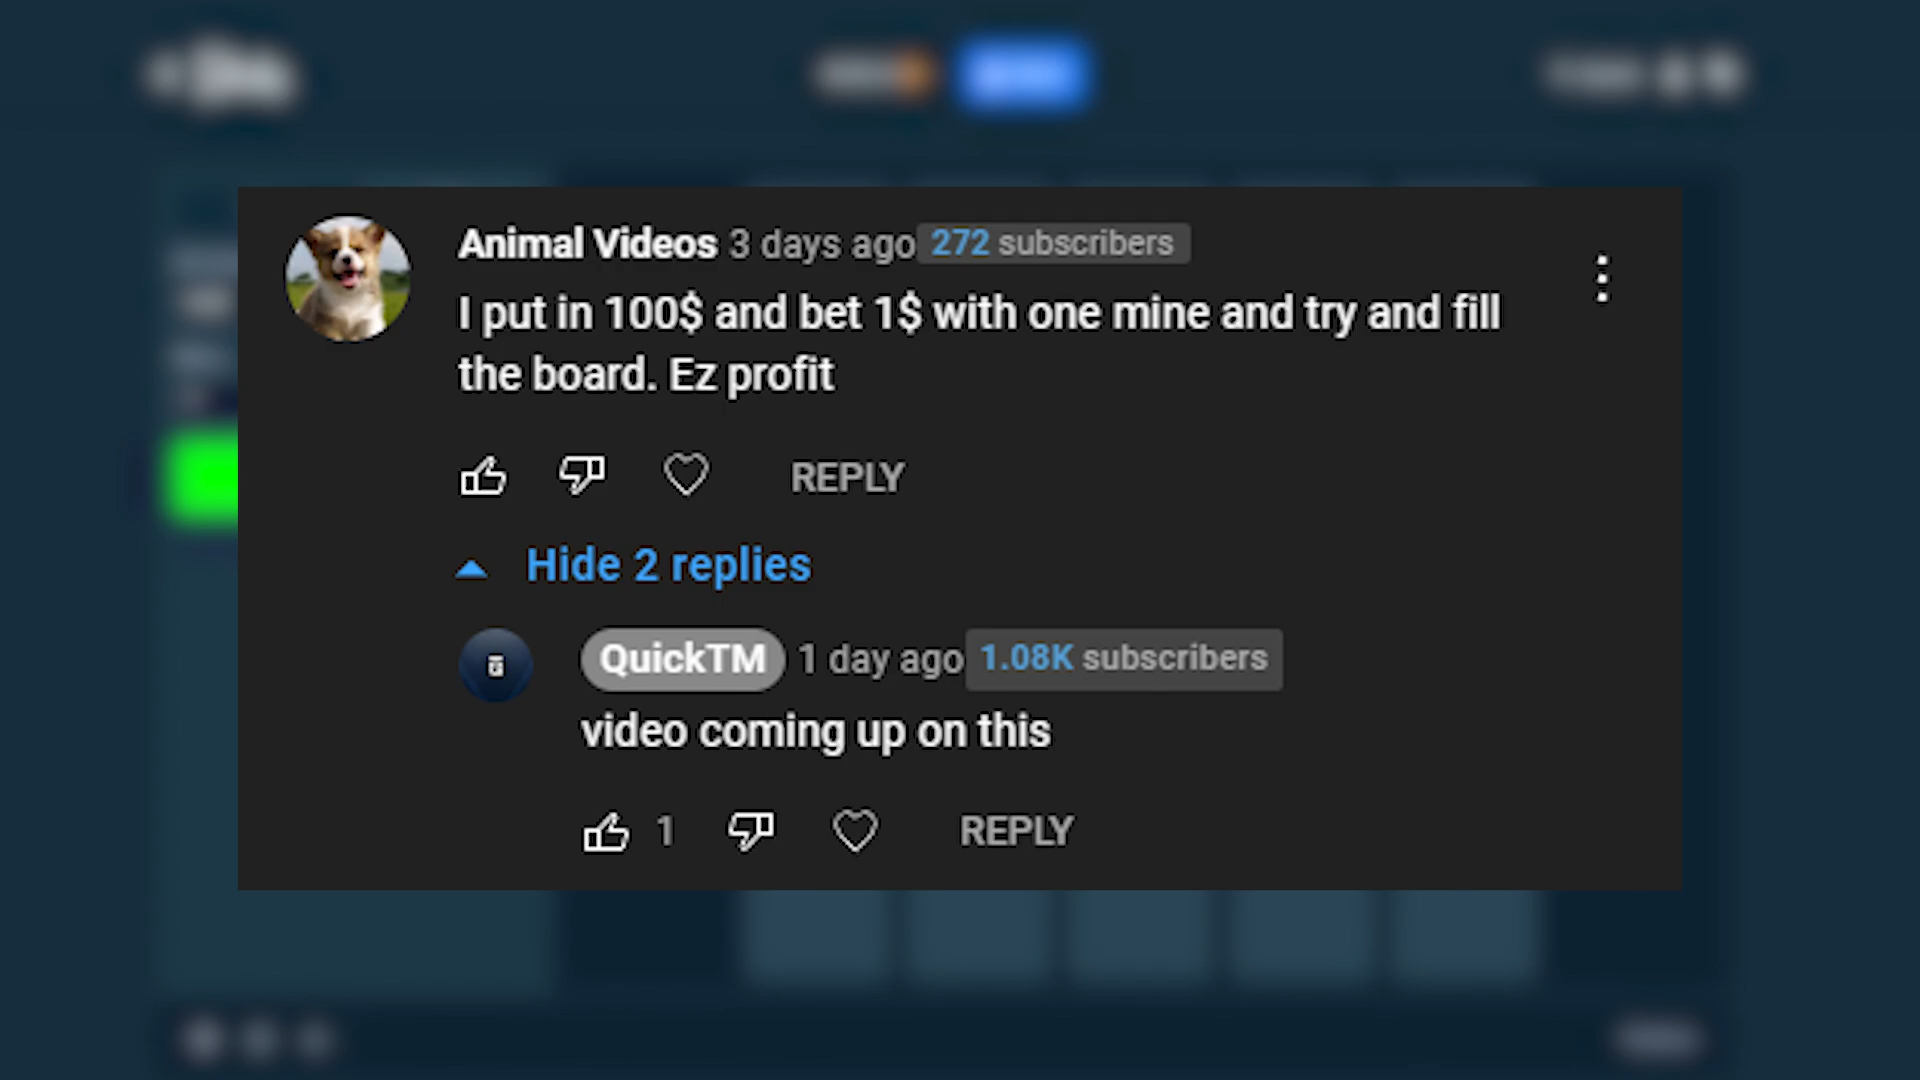 Animal Videos 3 days ago 272 subscribers
I put in 100$ and bet 1$ with one mine and try and fill
the board. Ez profit
REPLY
Hide 2 replies
QuickTM 1 day ago 1.08K subscribers
video coming up on this
1 REPLY